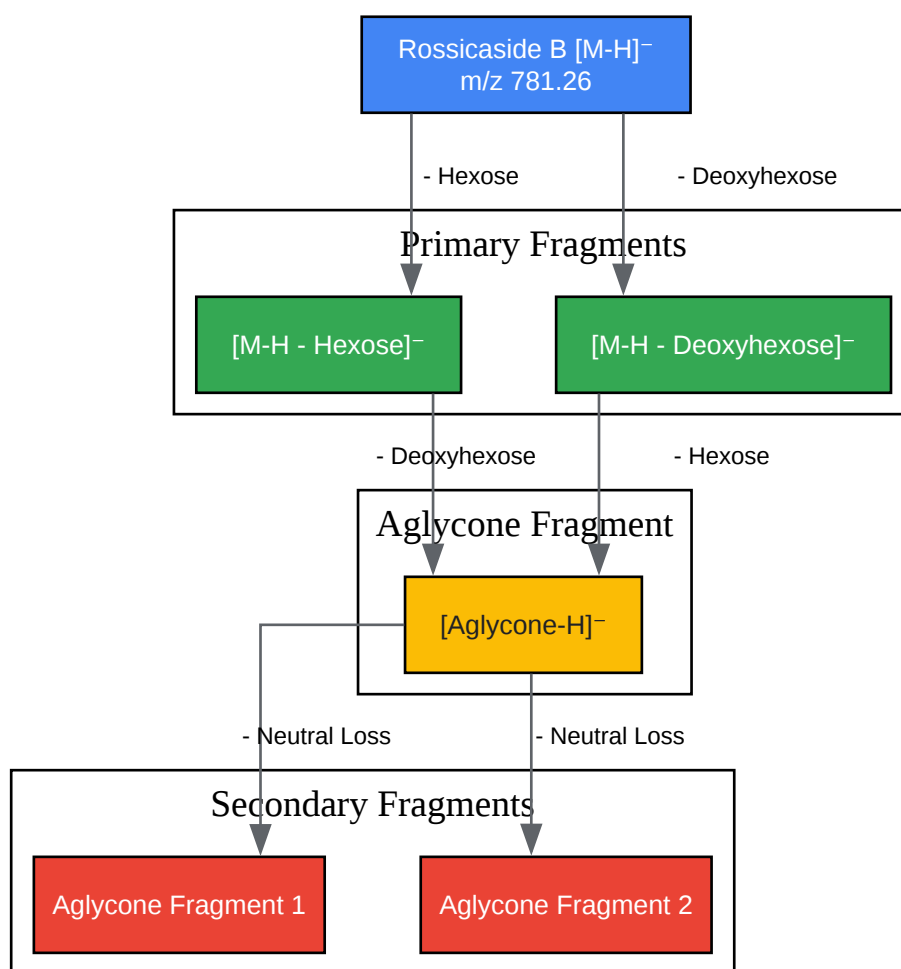 Rossicaside B [M-H]⁻
m/z 781.26
- Hexose
- Deoxyhexose
Primary Fragments
[M-H - Hexose]⁻
[M-H - Deoxyhexose]⁻
- Deoxyhexose
- Hexose
Aglycone Fragment
[Aglycone-H]⁻
- Neutral Loss
- Neutral Loss
Secondary Fragments
Aglycone Fragment 1
Aglycone Fragment 2